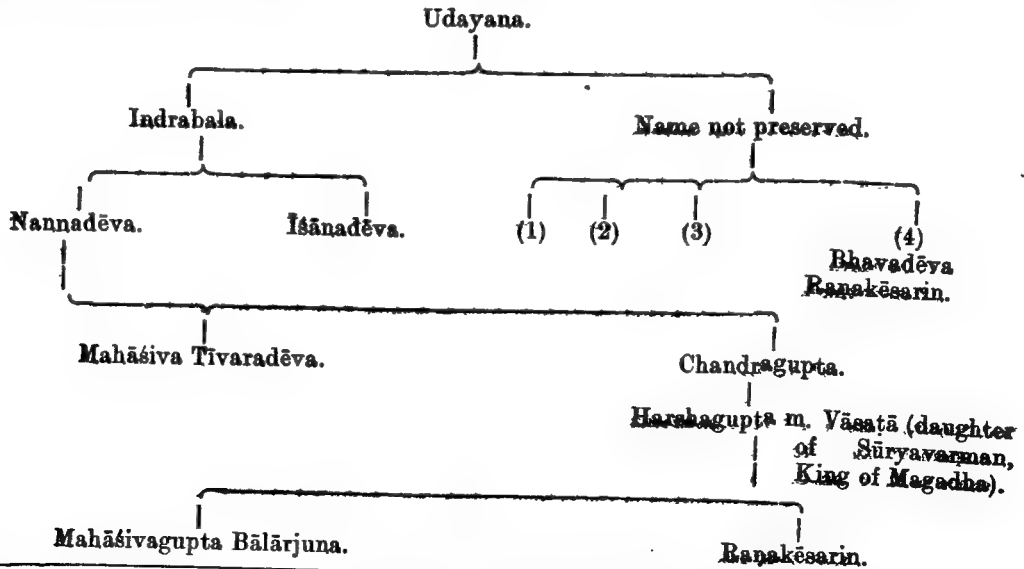 Udayana.
Indrabala.
Name not preserved.
Nannadēva.
Īśānadēva.
(1) (2) (3) (4)
Bhavadēva
Raṇakēsarin.
Mahāśiva Tīvaradēva.
Chandragupta.
Harshagupta m. Vāsaṭā (daughter
of Sūryavarman,
King of Magadha).
Mahāśivagupta Bālārjuna.
Raṇakēsarin.